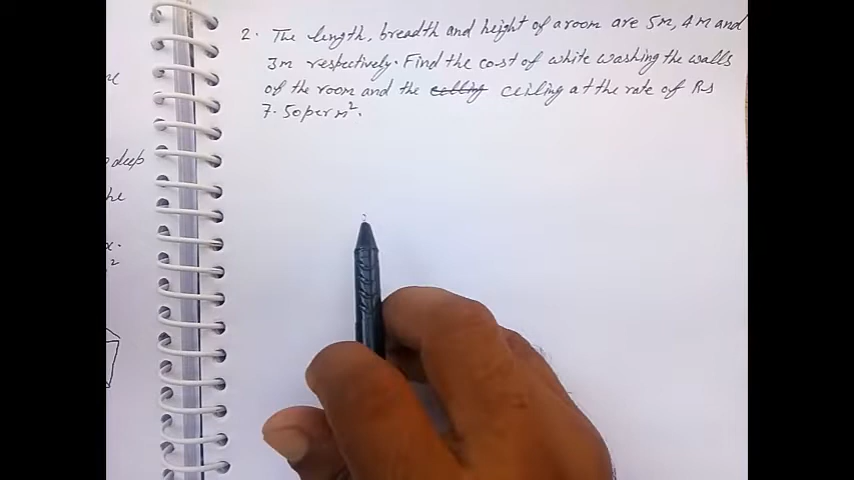 2. The length, breadth and height of a room are 5m, 4m and
3m respectively. Find the cost of white washing the walls
of the room and the ceiling at the rate of Rs
7.50 per m².
deep